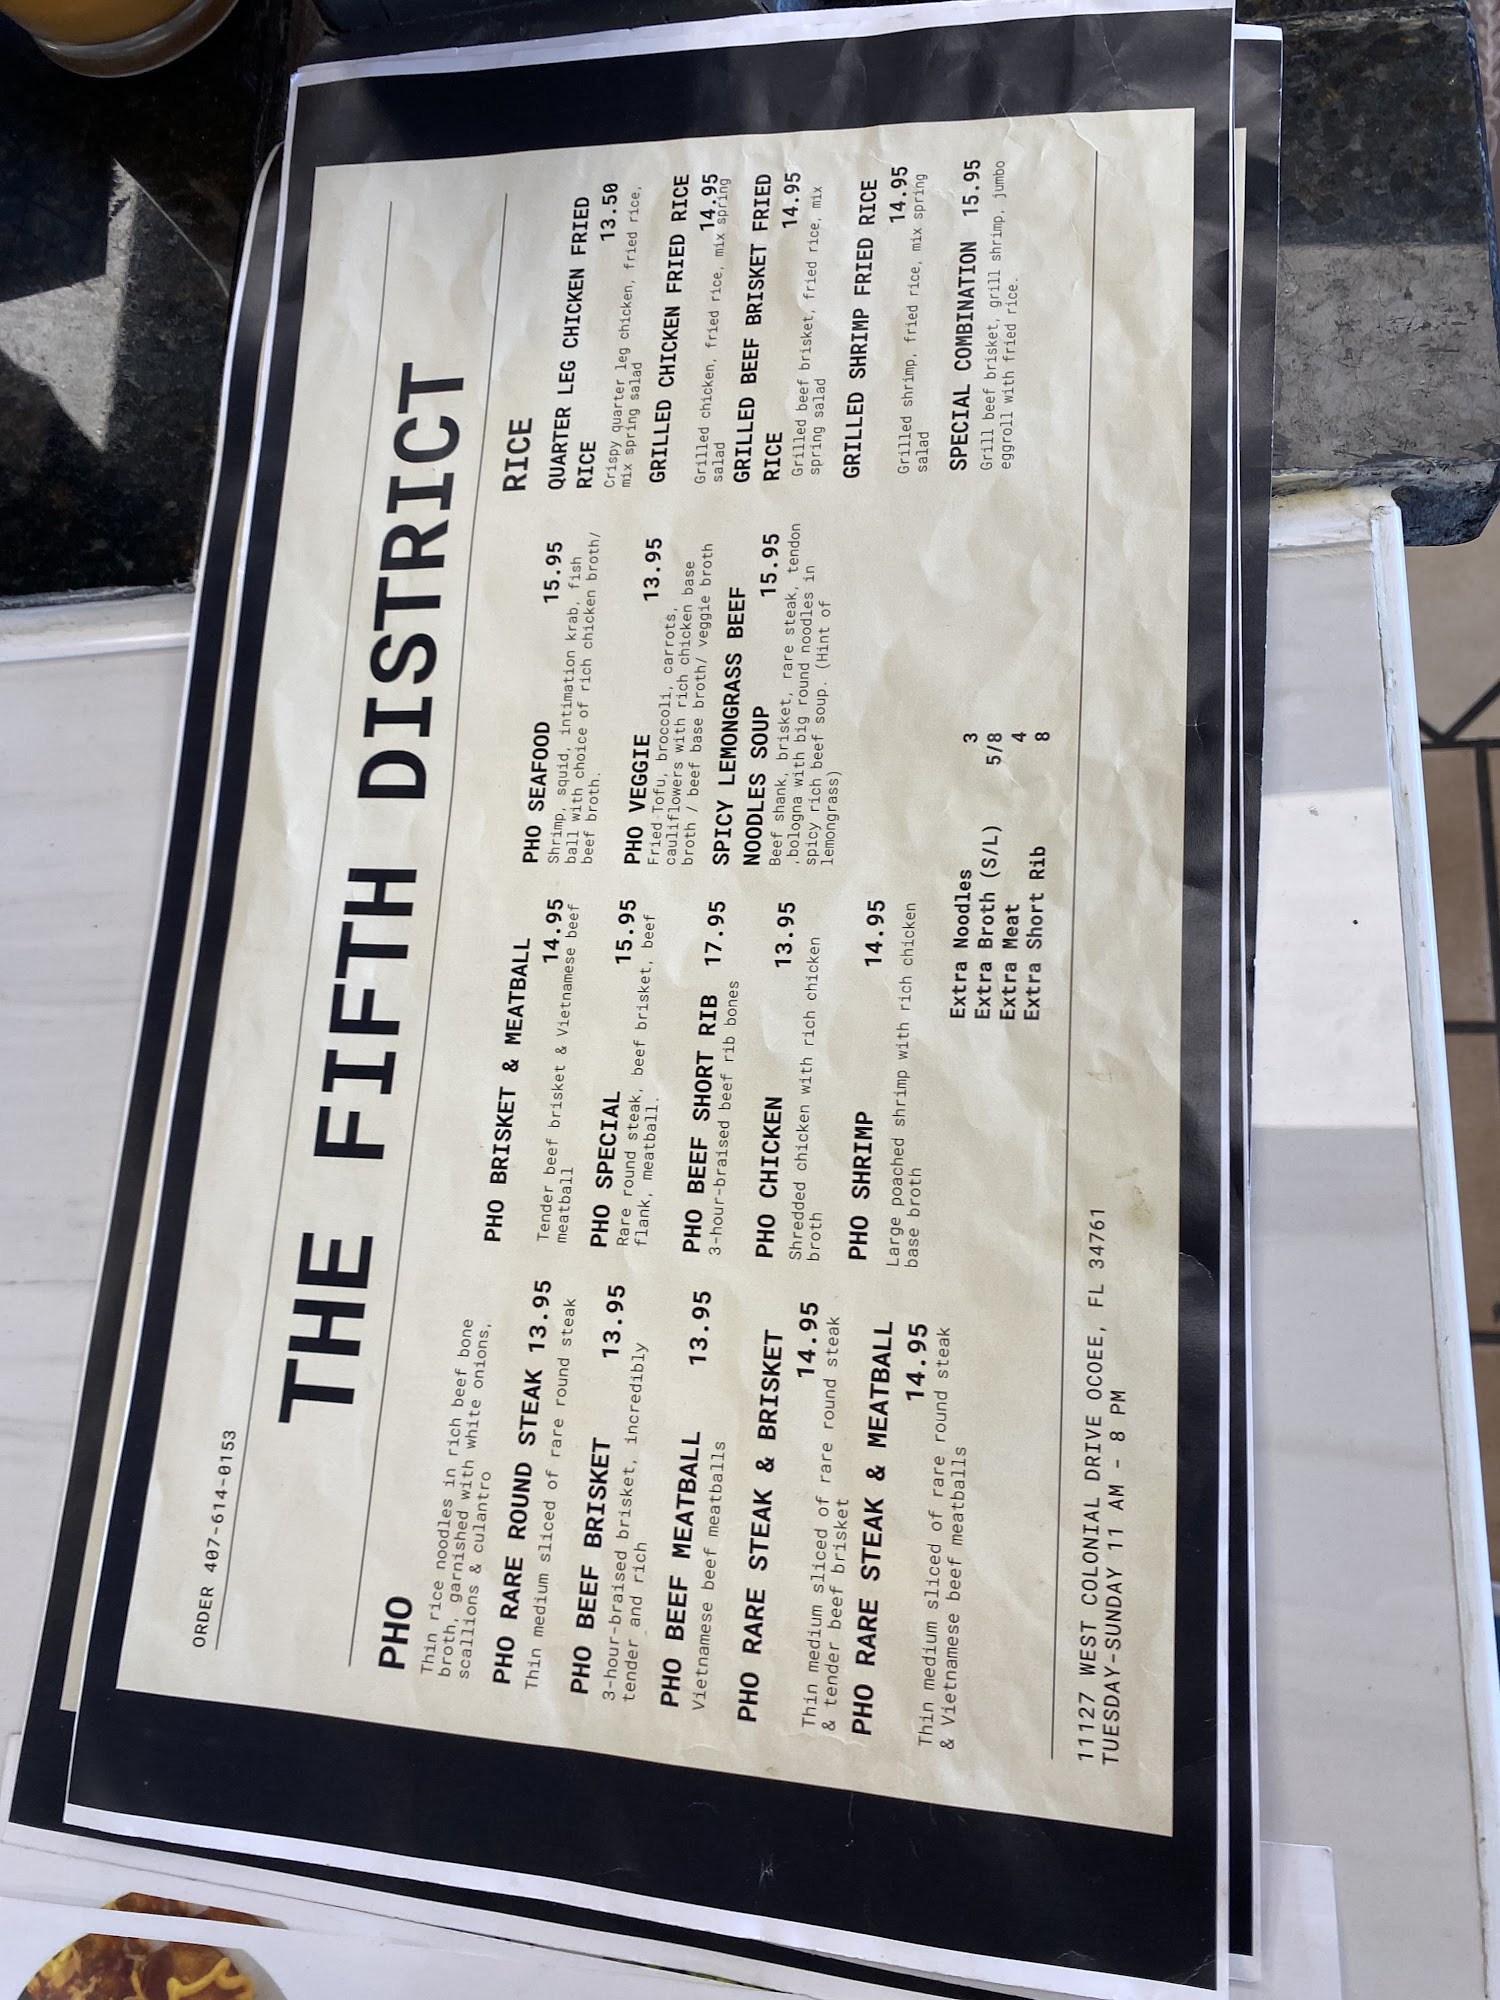 ORDER 407-614-0153
THE FIFTH DISTRICT
PHO
Thin rice noodles in rich beef bone
broth, garnished with white onions,
scallions & culantro
PHO RARE ROUND STEAK 13.95
Thin medium sliced of rare round steak
PHO BEEF BRISKET 13.95
3-hour-braised brisket, incredibly
tender and rich
PHO BEEF MEATBALL 13.95
Vietnamese beef meatballs
PHO RARE STEAK & BRISKET
14.95
Thin medium sliced of rare round steak
& tender beef brisket
PHO RARE STEAK & MEATBALL
14.95
Thin medium sliced of rare round steak
& Vietnamese beef meatballs
PHO BRISKET & MEATBALL
14.95
Tender beef brisket & Vietnamese beef
meatball
PHO SPECIAL 15.95
Rare round steak, beef brisket, beef
flank, meatball.
PHO BEEF SHORT RIB 17.95
3-hour-braised beef rib bones
PHO CHICKEN 13.95
Shredded chicken with rich chicken
broth
PHO SHRIMP 14.95
Large poached shrimp with rich chicken
base broth
PHO SEAFOOD 15.95
Shrimp, squid, intimation krab, fish
ball with choice of rich chicken broth/
beef broth.
PHO VEGGIE 13.95
Fried Tofu, broccoli, carrots,
cauliflowers with rich chicken base
broth / beef base broth/ veggie broth
SPICY LEMONGRASS BEEF
NOODLES SOUP 15.95
Beef shank, brisket, rare steak, tendon
,bologna with big round noodles in
spicy rich beef soup. (Hint of
lemongrass)
Extra Noodles 3
Extra Broth (S/L) 5/8
Extra Meat 4
Extra Short Rib 8
RICE
QUARTER LEG CHICKEN FRIED
RICE 13.50
Crispy quarter leg chicken, fried rice,
mix spring salad
GRILLED CHICKEN FRIED RICE
14.95
Grilled chicken, fried rice, mix spring
salad
GRILLED BEEF BRISKET FRIED
RICE 14.95
Grilled beef brisket, fried rice, mix
spring salad
GRILLED SHRIMP FRIED RICE
14.95
Grilled shrimp, fried rice, mix spring
salad
SPECIAL COMBINATION 15.95
Grill beef brisket, grill shrimp, jumbo
eggroll with fried rice.
11127 WEST COLONIAL DRIVE OCOEE, FL 34761
TUESDAY-SUNDAY 11 AM - 8 PM